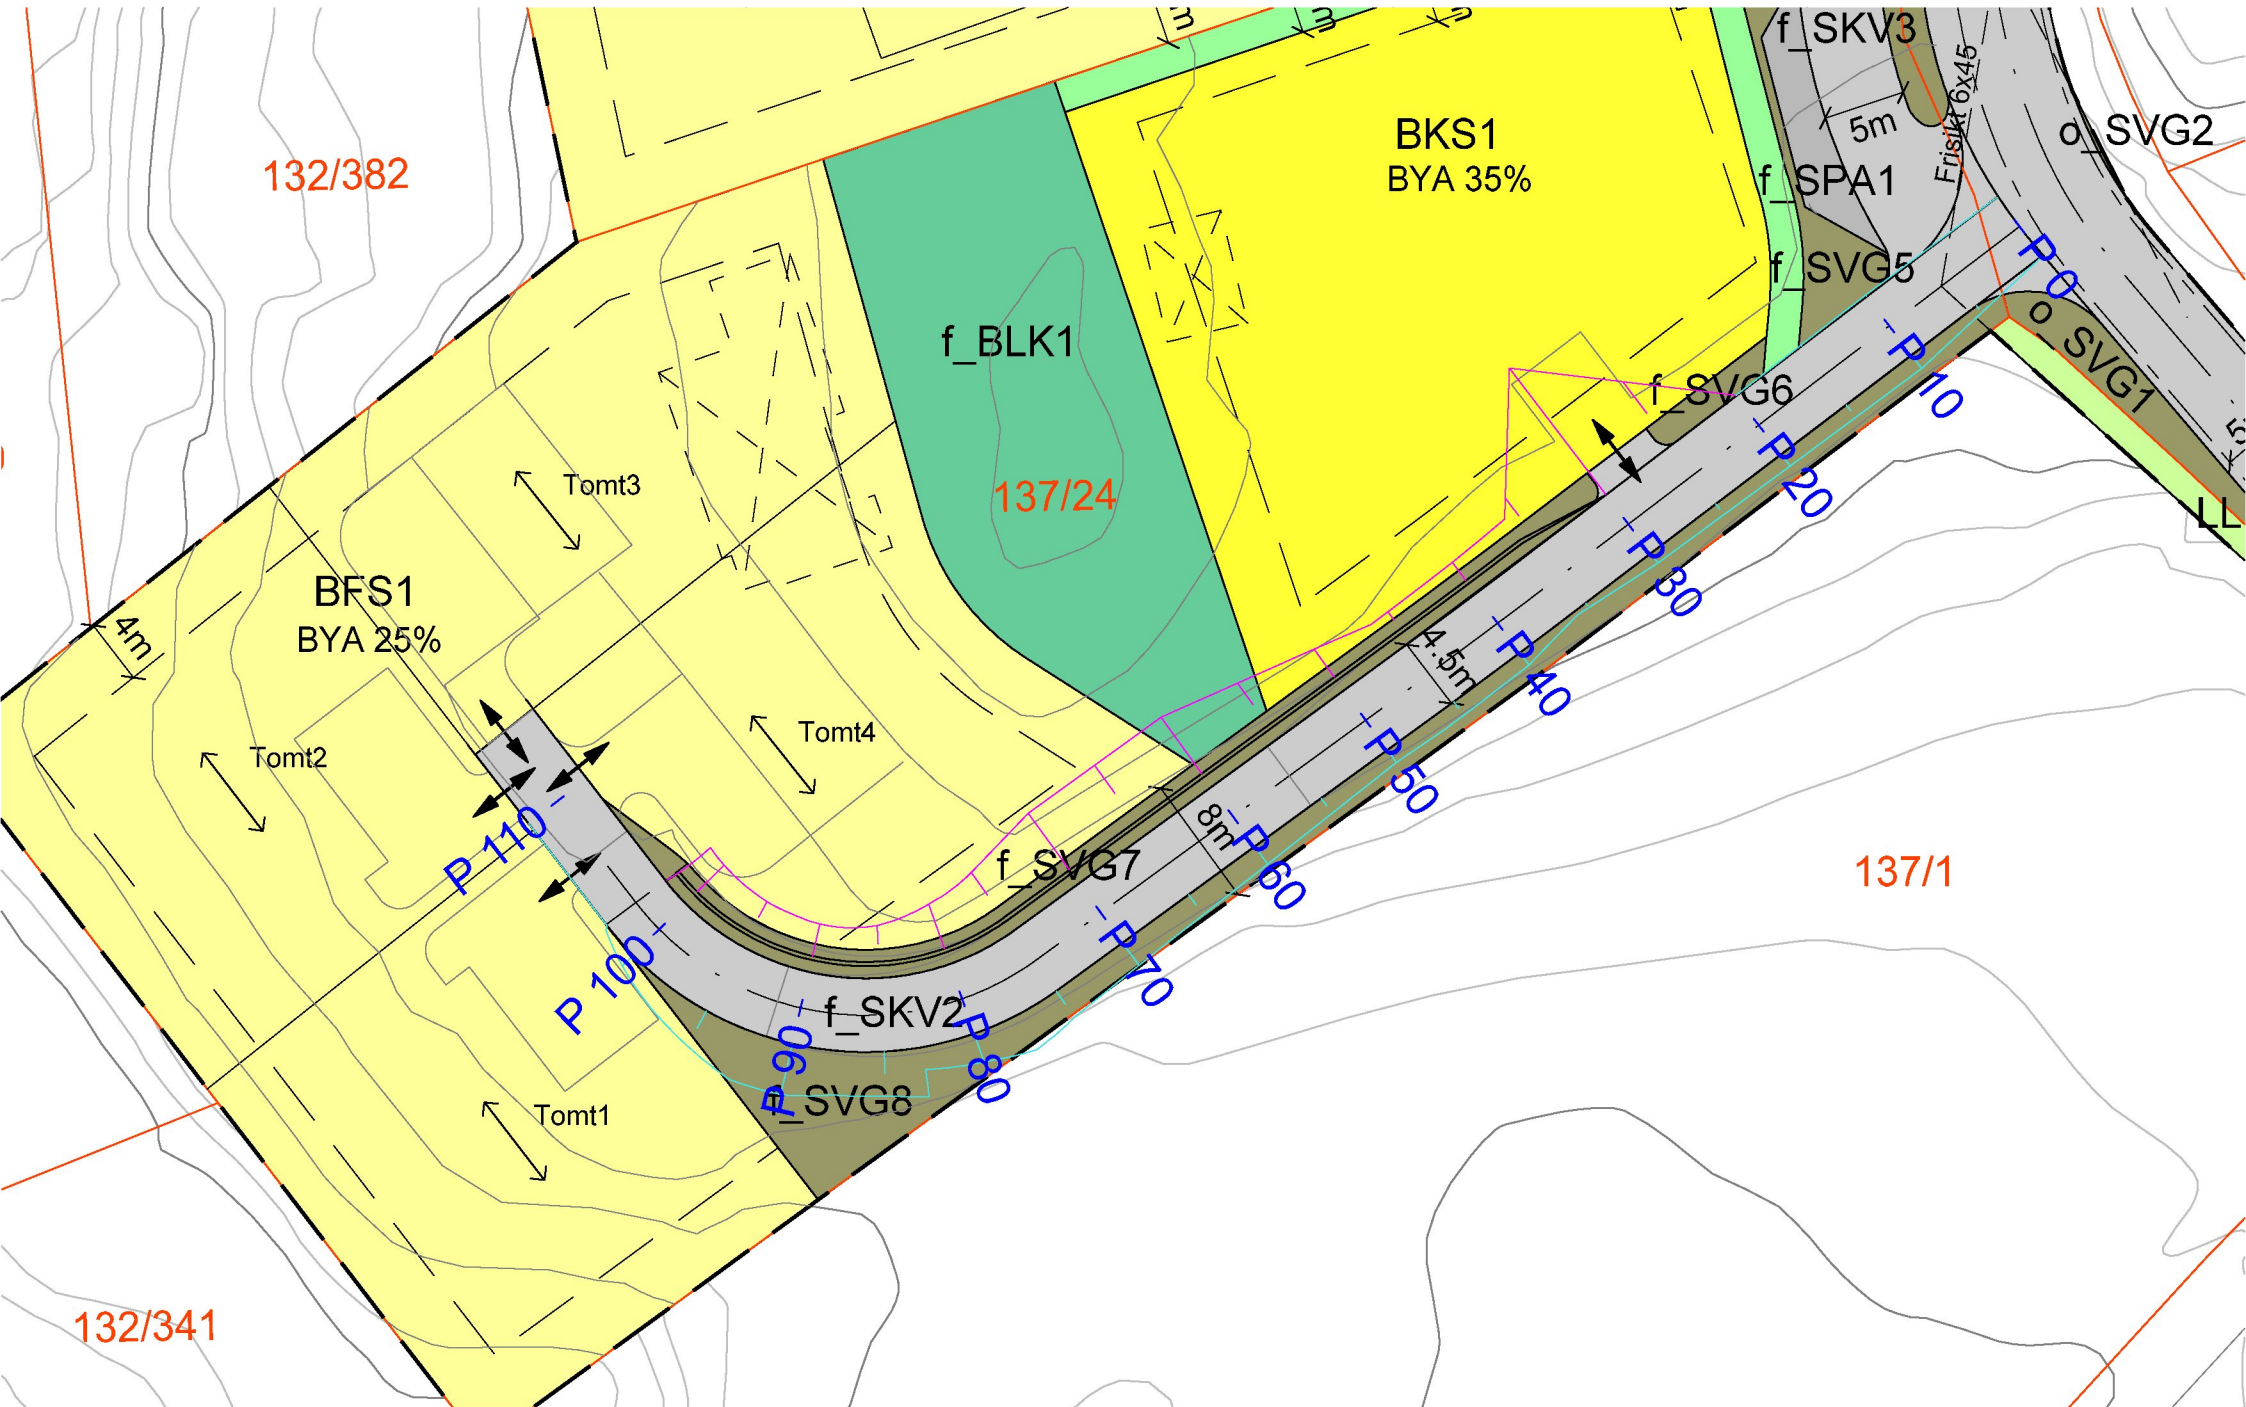 f_SKV3
5m
Frisikt 6x45
o_SVG2
BKS1
BYA 35%
132/382
f_SPA1
f_SVG5
P 0
o_SVG1
f_BLK1
P 10
f_SVG6
P 20
Tomt3
137/24
LL
P 30
BFS1
BYA 25%
4m
4.5m
P 40
Tomt4
Tomt2
P 50
8m
P 60
f_SVG7
P 110
137/1
P 70
P 100
f_SKV2
P 80
P 90
f_SVG8
Tomt1
132/341